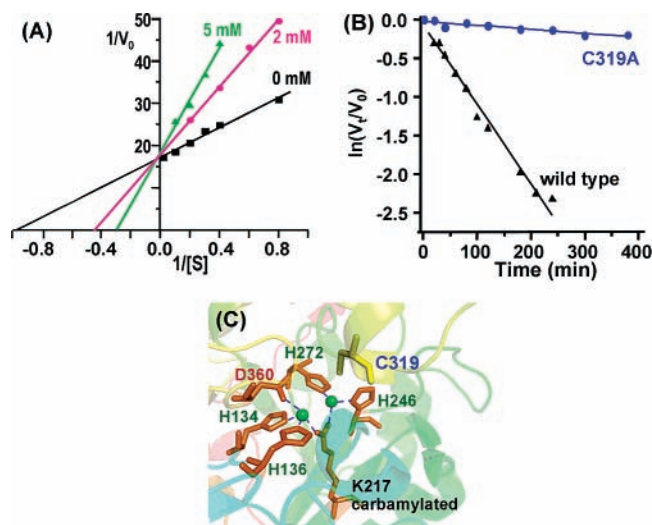 (A)
1/V0
5 mM
2 mM
0 mM
50
40
30
20
10
-0.8
-0.4
0.0
0.4
0.8
1/[S]
(B)
ln(Vt/V0)
0.0
-0.5
-1.0
-1.5
-2.0
-2.5
C319A
wild type
0
100
200
300
400
Time (min)
(C)
H272
C319
D360
H246
H134
H136
K217
carbamylated